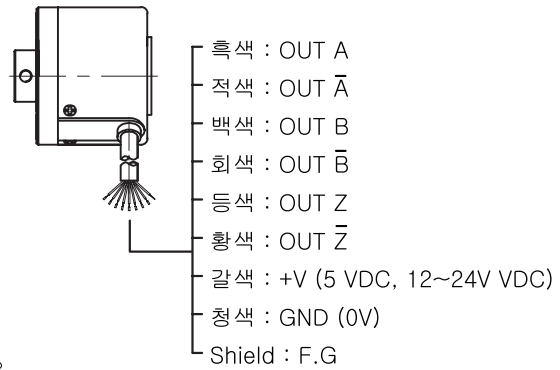 흑색 : OUT A
적색 : OUT A̅
백색 : OUT B
회색 : OUT B̅
등색 : OUT Z
황색 : OUT Z̅
갈색 : +V (5 VDC, 12~24V VDC)
청색 : GND (0V)
Shield : F.G